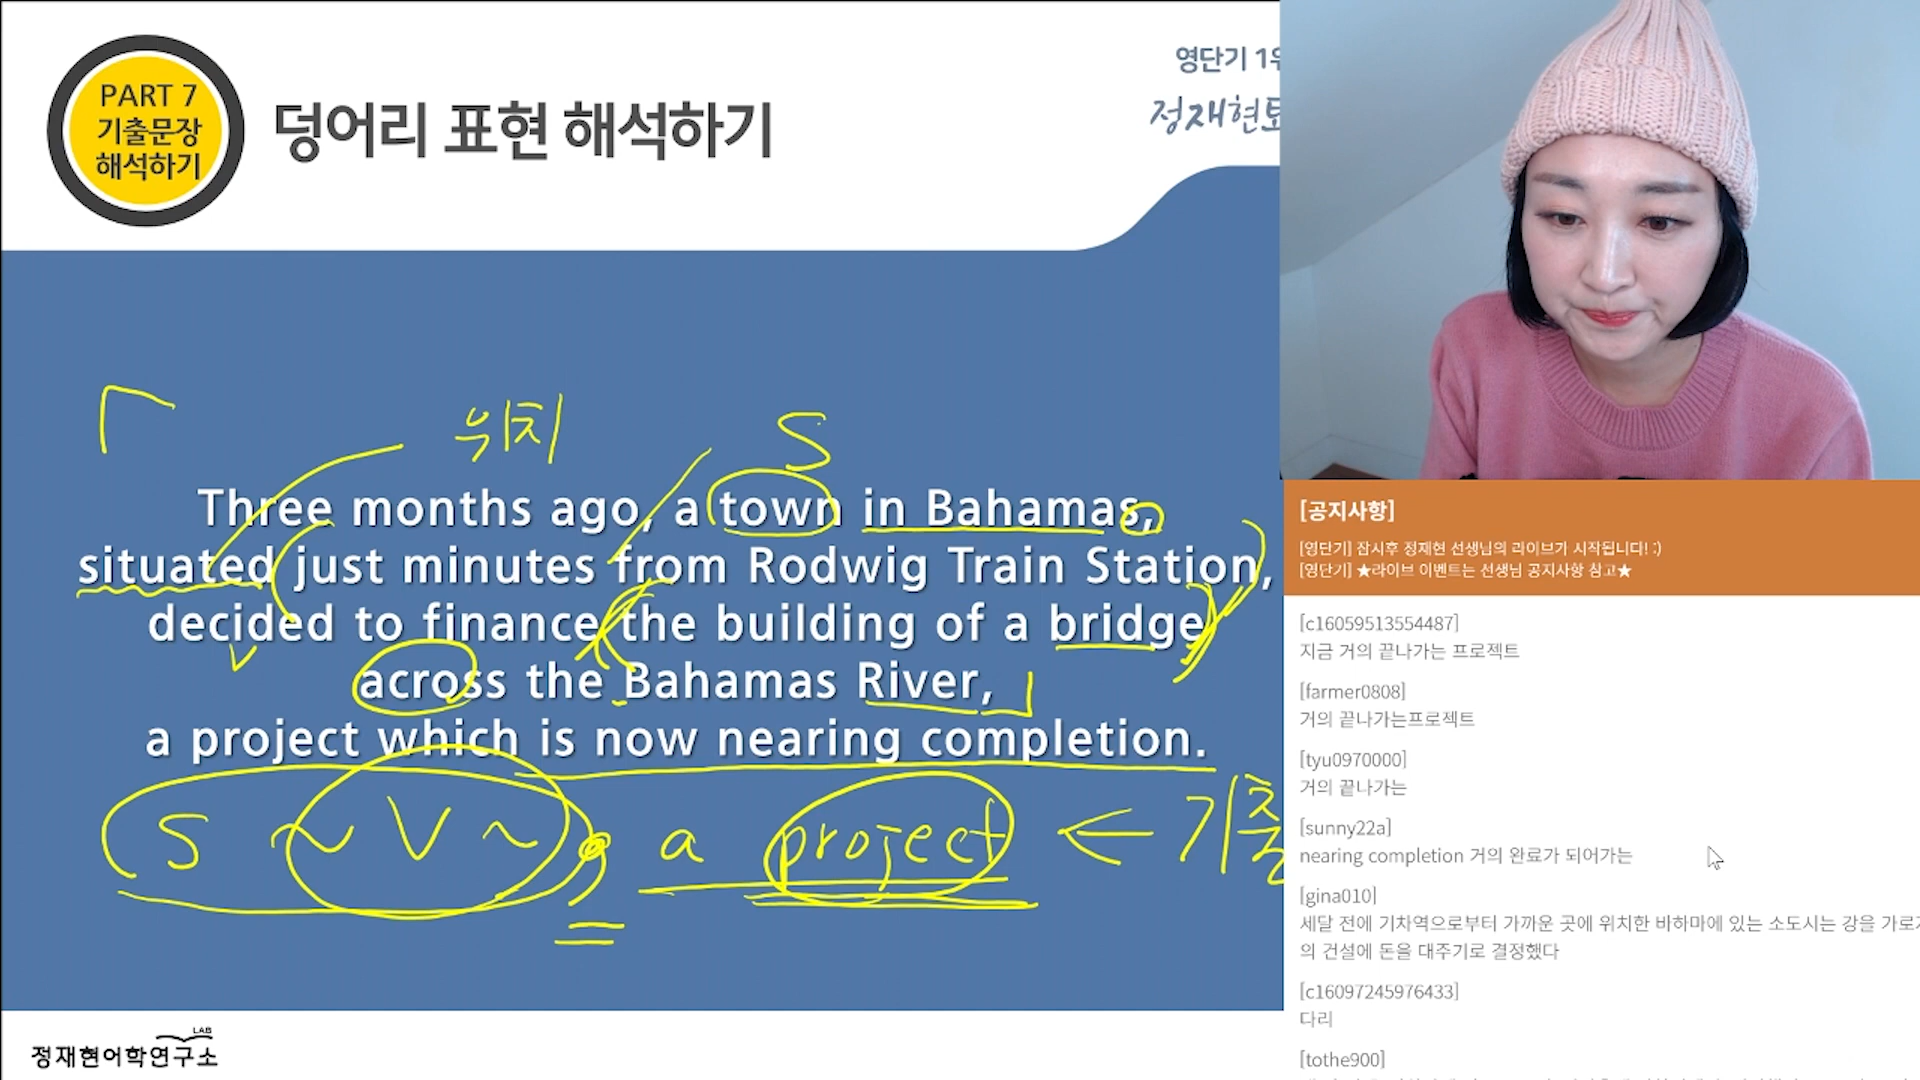 PART 7
기출문장
해석하기
덩어리 표현 해석하기
영단기 1위
정재현토
위치
S
Three months ago, a town in Bahamas,
situated just minutes from Rodwig Train Station,
decided to finance the building of a bridge
across the Bahamas River,
a project which is now nearing completion.
S ~ V ~ , a project ← 기출
=
LAB
정재현어학연구소
[공지사항]
[영단기] 잠시후 정재현 선생님의 라이브가 시작됩니다! :)
[영단기] ★라이브 이벤트는 선생님 공지사항 참고★
[c16059513554487]
지금 거의 끝나가는 프로젝트
[farmer0808]
거의 끝나가는프로젝트
[tyu0970000]
거의 끝나가는
[sunny22a]
nearing completion 거의 완료가 되어가는
[gina010]
세달 전에 기차역으로부터 가까운 곳에 위치한 바하마에 있는 소도시는 강을 가로
의 건설에 돈을 대주기로 결정했다
[c16097245976433]
다리
[tothe900]